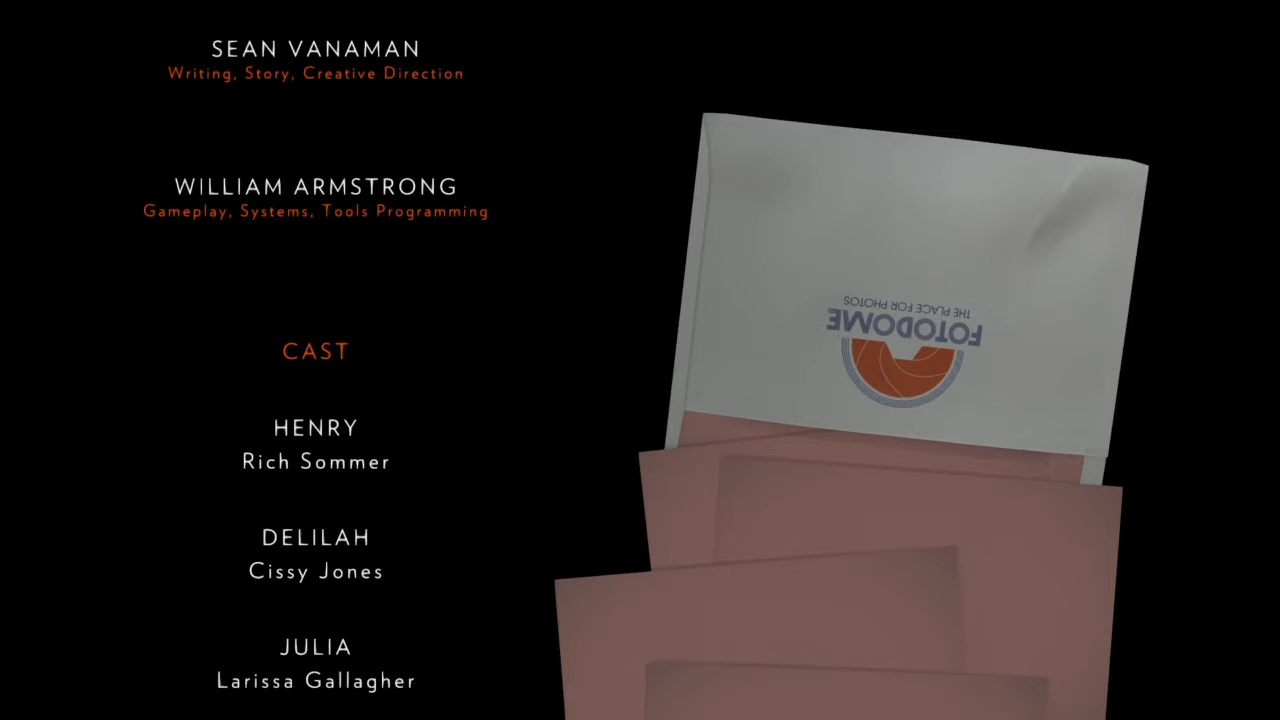 SEAN VANAMAN
Writing, Story, Creative Direction
WILLIAM ARMSTRONG
Gameplay, Systems, Tools Programming
CAST
HENRY
Rich Sommer
DELILAH
Cissy Jones
JULIA
Larissa Gallagher
FOTODOME
THE PLACE FOR PHOTOS